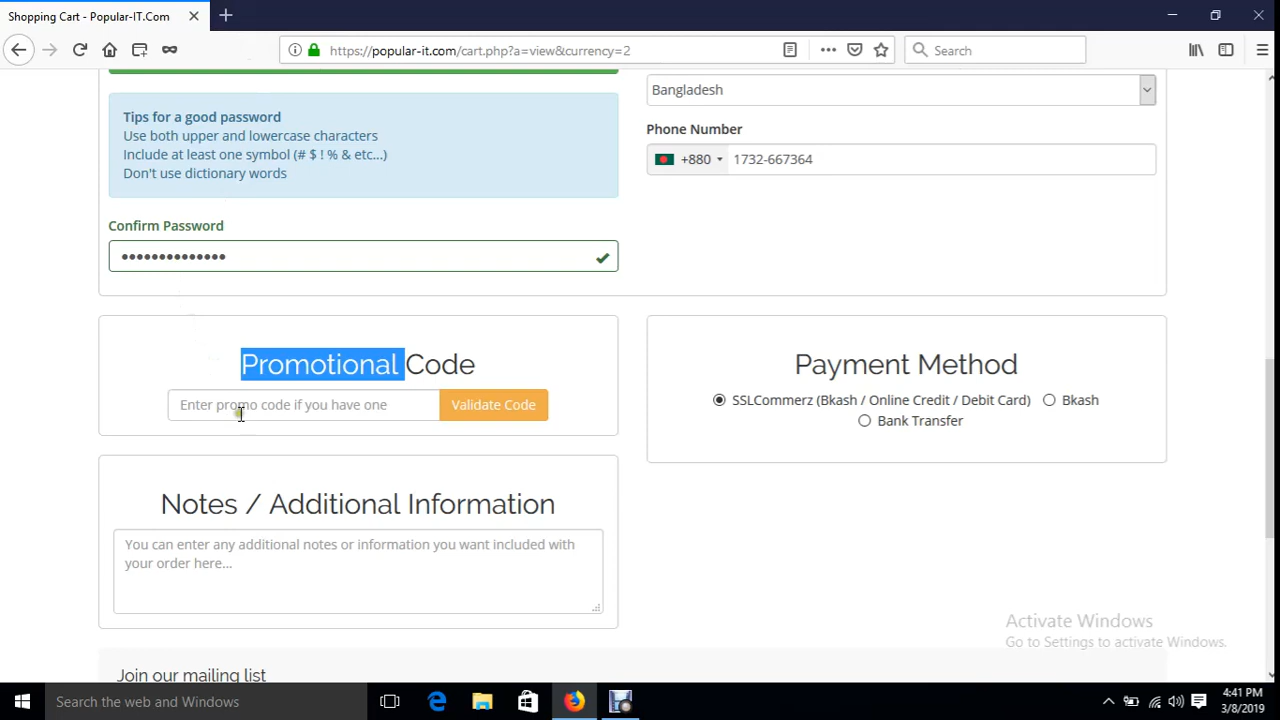 Shopping Cart - Popular-IT.Com
https://popular-it.com/cart.php?a=view&currency=2
Search
Tips for a good password
Use both upper and lowercase characters
Include at least one symbol (# $ ! % & etc...)
Don't use dictionary words
Confirm Password
••••••••••••••
Bangladesh
Phone Number
+880 1732-667364
Promotional Code
Enter promo code if you have one
Validate Code
Payment Method
SSLCommerz (Bkash / Online Credit / Debit Card) Bkash
Bank Transfer
Notes / Additional Information
You can enter any additional notes or information you want included with
your order here...
Join our mailing list
Activate Windows
Go to Settings to activate Windows.
Search the web and Windows
4:41 PM
3/8/2019